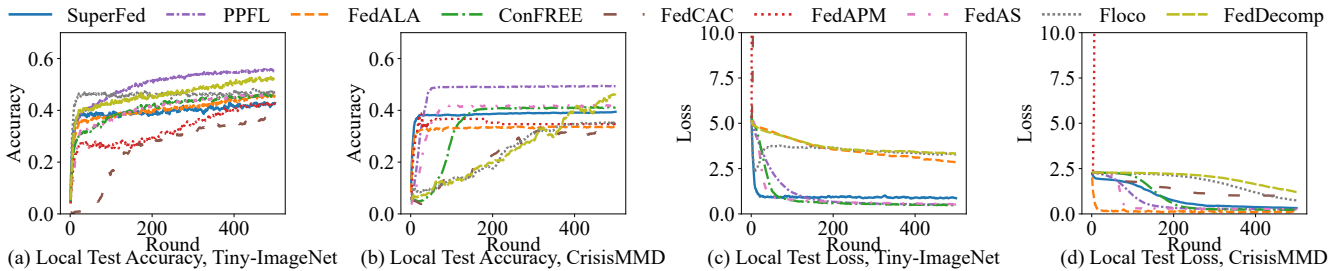 SuperFed PPFL FedALA ConFREE FedCAC FedAPM FedAS Floco FedDecomp
0.6
0.4
0.2
0.0
Accuracy
0 200 400
Round
(a) Local Test Accuracy, Tiny-ImageNet
0.6
0.4
0.2
0.0
Accuracy
0 200 400
Round
(b) Local Test Accuracy, CrisisMMD
10.0
7.5
5.0
2.5
0.0
Loss
0 200 400
Round
(c) Local Test Loss, Tiny-ImageNet
10.0
7.5
5.0
2.5
0.0
Loss
0 200 400
Round
(d) Local Test Loss, CrisisMMD